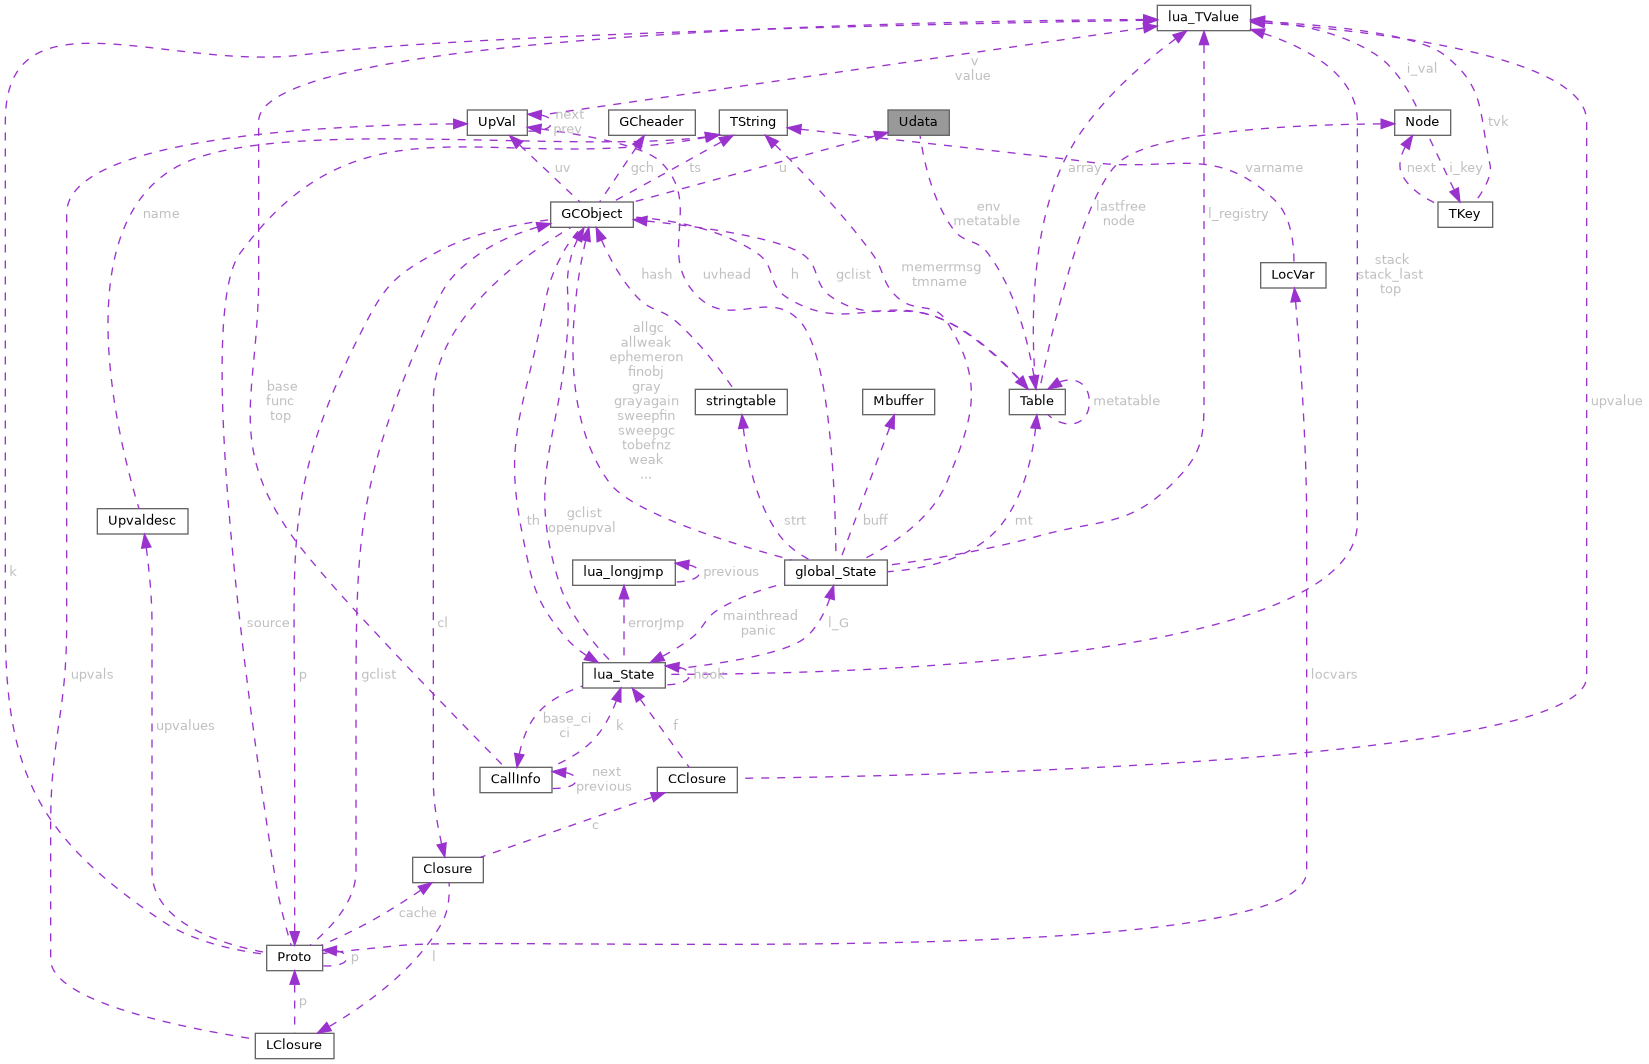 lua_TValue
v
value
i_val
UpVal
next
prev
GCheader
TString
Udata
Node
tvk
uv
gch
ts
u
array
varname
next
i_key
name
GCObject
env
metatable
lastfree
node
l_registry
TKey
hash
uvhead
h
gclist
memerrmsg
tmname
LocVar
stack
stack_last
top
allgc
allweak
ephemeron
finobj
gray
grayagain
sweepfin
sweepgc
tobefnz
weak
...
base
func
top
stringtable
Mbuffer
Table
metatable
upvalue
Upvaldesc
th
gclist
openupval
strt
buff
mt
k
lua_longjmp
previous
global_State
source
cl
errorJmp
mainthread
panic
l_G
upvals
p
gclist
lua_State
hook
locvars
upvalues
base_ci
ci
k
f
CallInfo
next
previous
CClosure
c
Closure
cache
Proto
p
l
p
LClosure